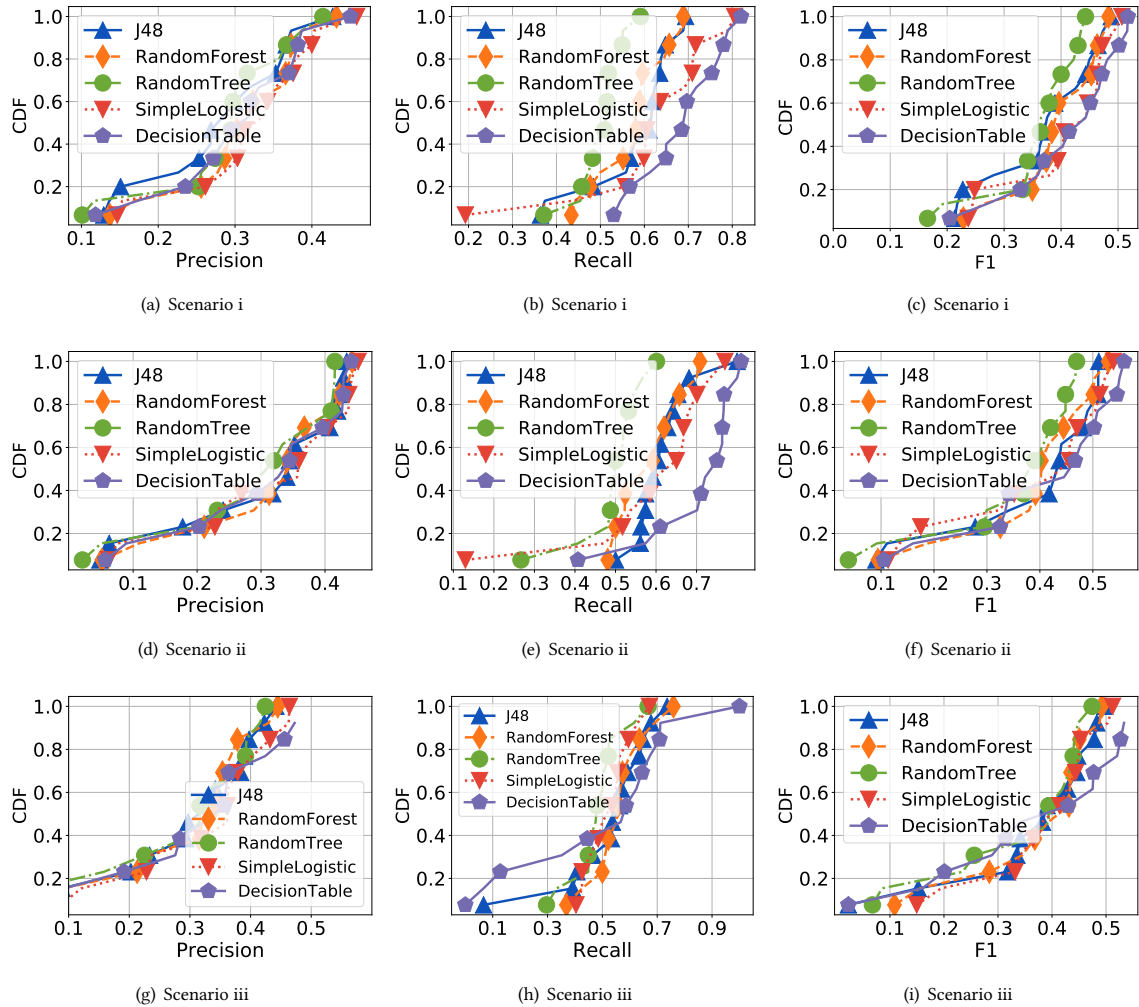 1.0
0.8
0.6
0.4
0.2
CDF
J48
RandomForest
RandomTree
SimpleLogistic
DecisionTable
0.1 0.2 0.3 0.4
Precision
(a) Scenario i
1.0
0.8
0.6
0.4
0.2
CDF
J48
RandomForest
RandomTree
SimpleLogistic
DecisionTable
0.2 0.3 0.4 0.5 0.6 0.7 0.8
Recall
(b) Scenario i
1.0
0.8
0.6
0.4
0.2
CDF
J48
RandomForest
RandomTree
SimpleLogistic
DecisionTable
0.0 0.2 0.3 0.4 0.5
F1
(c) Scenario i
1.0
0.8
0.6
0.4
0.2
CDF
J48
RandomForest
RandomTree
SimpleLogistic
DecisionTable
0.1 0.2 0.3 0.4
Precision
(d) Scenario ii
1.0
0.8
0.6
0.4
0.2
CDF
J48
RandomForest
RandomTree
SimpleLogistic
DecisionTable
0.1 0.2 0.3 0.4 0.5 0.6 0.7
Recall
(e) Scenario ii
1.0
0.8
0.6
0.4
0.2
CDF
J48
RandomForest
RandomTree
SimpleLogistic
DecisionTable
0.1 0.3 0.4 0.5
F1
(f) Scenario ii
1.0
0.8
0.6
0.4
0.2
CDF
J48
RandomForest
RandomTree
SimpleLogistic
DecisionTable
0.1 0.2 0.3 0.4 0.5
Precision
(g) Scenario iii
1.0
0.8
0.6
0.4
0.2
CDF
J48
RandomForest
RandomTree
SimpleLogistic
DecisionTable
0.1 0.3 0.5 0.7 0.9
Recall
(h) Scenario iii
1.0
0.8
0.6
0.4
0.2
CDF
J48
RandomForest
RandomTree
SimpleLogistic
DecisionTable
0.1 0.2 0.3 0.4 0.5
F1
(i) Scenario iii